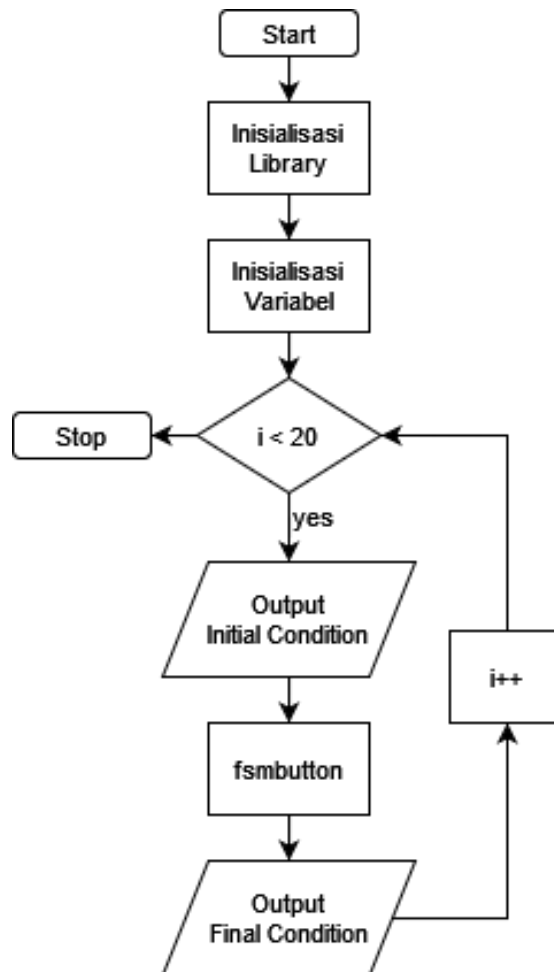 Start
Inisialisasi
Library
Inisialisasi
Variabel
i < 20
Stop
yes
Output
Initial Condition
i++
fsmbutton
Output
Final Condition